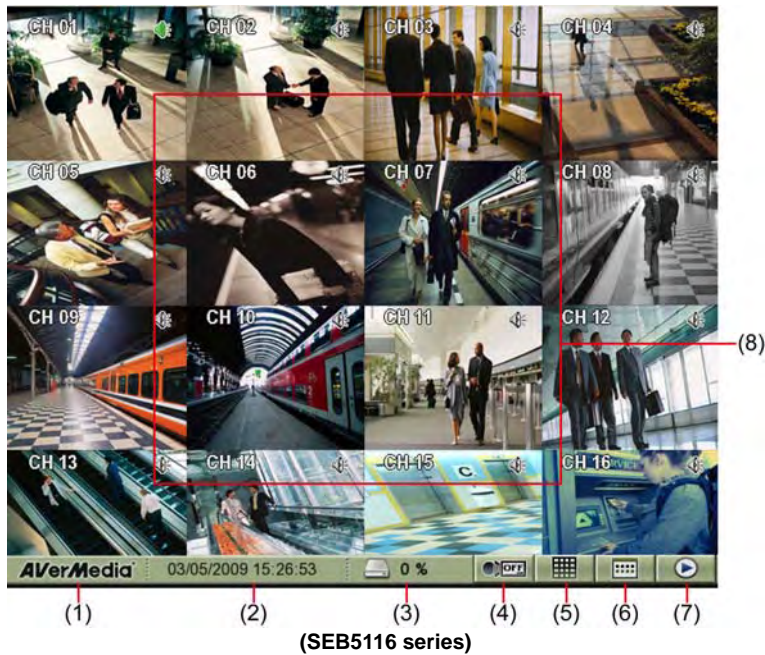 CH 01 CH 02 CH 03 CH 04
CH 05 CH 06 CH 07 CH 08
CH 09 CH 10 CH 11 CH 12
(8)
CH 13 CH 14 CH 15 CH 16
C
AVerMedia 03/05/2009 15:26:53 0 % OFF
(1) (2) (3) (4) (5) (6) (7)
(SEB5116 series)